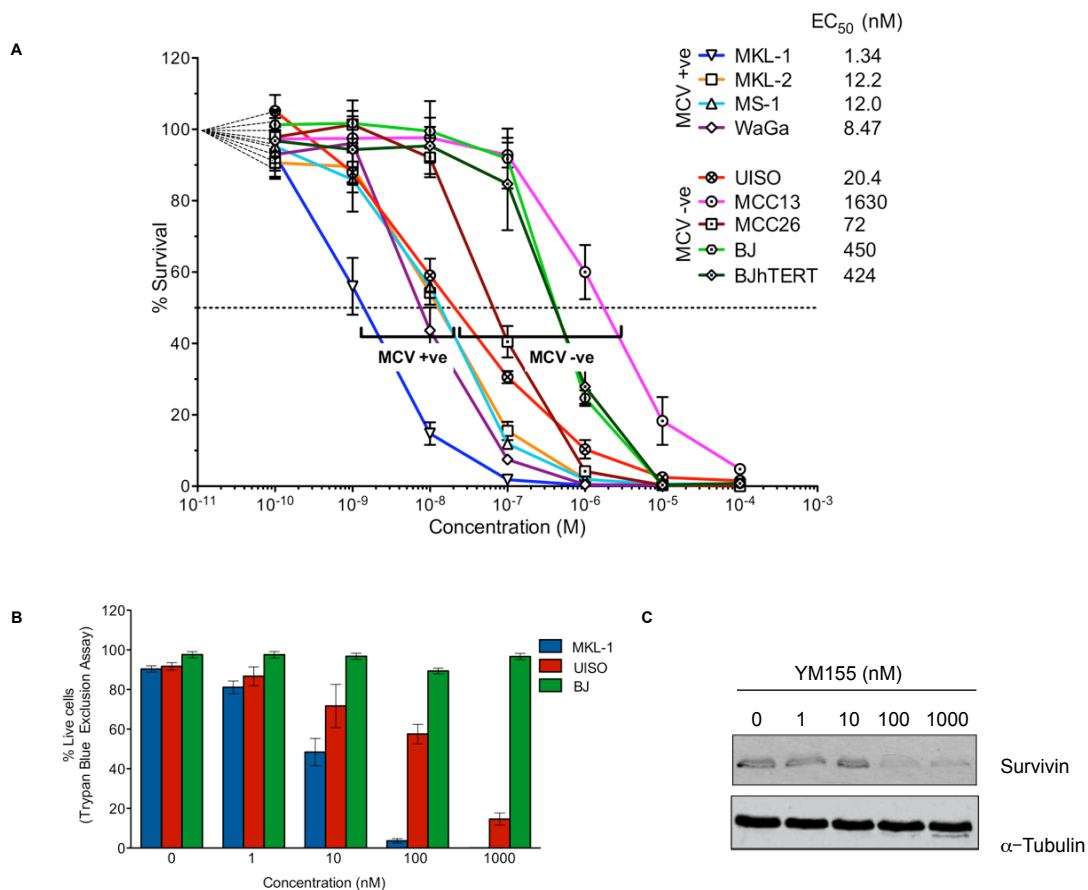 A
EC50 (nM)
MCV +ve
MKL-1 1.34
MKL-2 12.2
MS-1 12.0
WaGa 8.47
MCV -ve
UISO 20.4
MCC13 1630
MCC26 72
BJ 450
BJhTERT 424
% Survival
120
100
80
60
40
20
0
MCV +ve
MCV -ve
10-11 10-10 10-9 10-8 10-7 10-6 10-5 10-4 10-3
Concentration (M)
B
% Live cells
(Trypan Blue Exclusion Assay)
120
100
80
60
40
20
0
MKL-1
UISO
BJ
0 1 10 100 1000
Concentration (nM)
C
YM155 (nM)
0 1 10 100 1000
Survivin
α−Tubulin